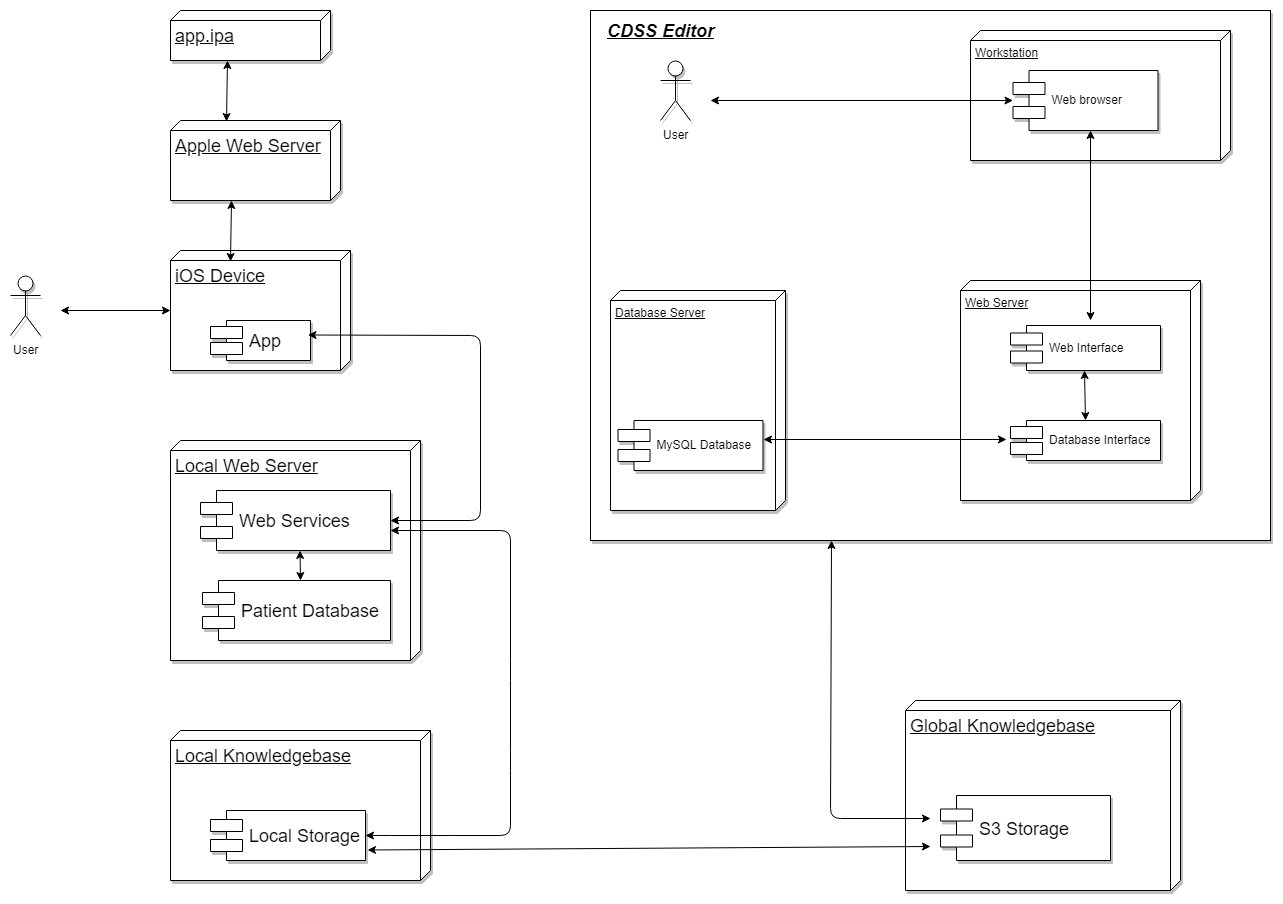 app.ipa
Apple Web Server
iOS Device
App
User
Local Web Server
Web Services
Patient Database
Local Knowledgebase
Local Storage
CDSS Editor
User
Workstation
Web browser
Database Server
MySQL Database
Web Server
Web Interface
Database Interface
Global Knowledgebase
S3 Storage